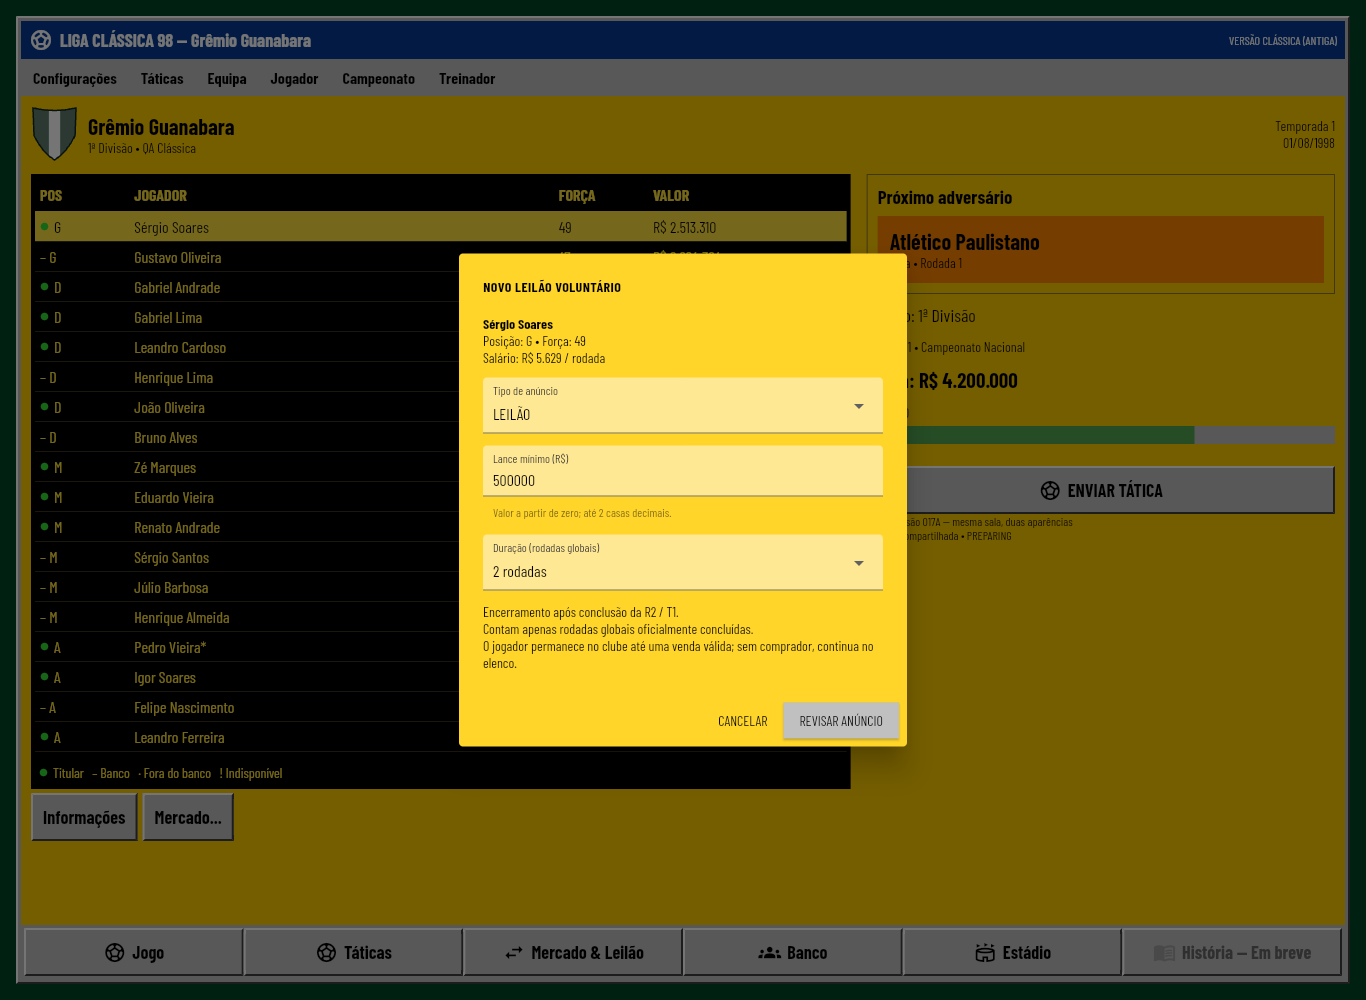 LIGA CLÁSSICA 98 — Grêmio Guanabara
VERSÃO CLÁSSICA (ANTIGA)
Configurações Táticas Equipa Jogador Campeonato Treinador
Grêmio Guanabara
1ª Divisão • QA Clássica
Temporada 1
01/08/1998
POS JOGADOR FORÇA VALOR
G Sérgio Soares 49 R$ 2.513.310
– G Gustavo Oliveira
D Gabriel Andrade
D Gabriel Lima
D Leandro Cardoso
– D Henrique Lima
D João Oliveira
– D Bruno Alves
M Zé Marques
M Eduardo Vieira
M Renato Andrade
– M Sérgio Santos
– M Júlio Barbosa
– M Henrique Almeida
A Pedro Vieira*
A Igor Soares
– A Felipe Nascimento
A Leandro Ferreira
Titular – Banco · Fora do banco ! Indisponível
Informações Mercado...
Próximo adversário
Atlético Paulistano
• Rodada 1
: 1ª Divisão
• Campeonato Nacional
: R$ 4.200.000
ENVIAR TÁTICA
017A — mesma sala, duas aparências
• PREPARING
NOVO LEILÃO VOLUNTÁRIO
Sérgio Soares
Posição: G • Força: 49
Salário: R$ 5.629 / rodada
Tipo de anúncio
LEILÃO
Lance mínimo (R$)
500000
Valor a partir de zero; até 2 casas decimais.
Duração (rodadas globais)
2 rodadas
Encerramento após conclusão da R2 / T1.
Contam apenas rodadas globais oficialmente concluídas.
O jogador permanece no clube até uma venda válida; sem comprador, continua no
elenco.
CANCELAR REVISAR ANÚNCIO
Jogo Táticas Mercado & Leilão Banco Estádio História — Em breve